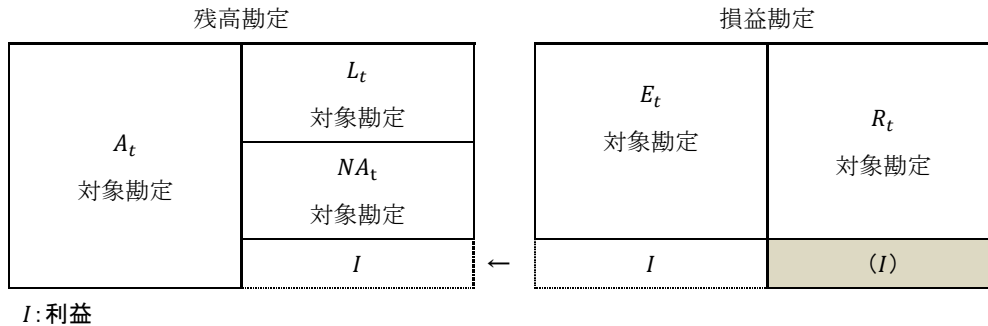 残高勘定
損益勘定
A_t
対象勘定
L_t
対象勘定
NA_t
対象勘定
I
←
E_t
対象勘定
I
R_t
対象勘定
（I）
I:利益